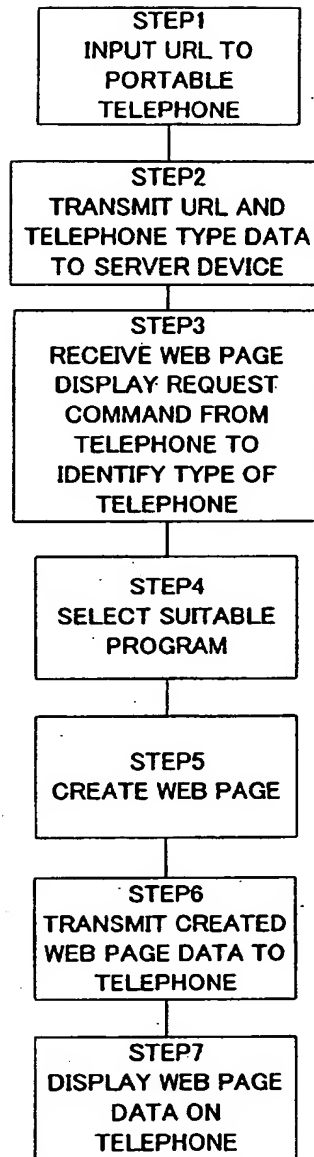 STEP1
INPUT URL TO
PORTABLE
TELEPHONE
STEP2
TRANSMIT URL AND
TELEPHONE TYPE DATA
TO SERVER DEVICE
STEP3
RECEIVE WEB PAGE
DISPLAY REQUEST
COMMAND FROM
TELEPHONE TO
IDENTIFY TYPE OF
TELEPHONE
STEP4
SELECT SUITABLE
PROGRAM
STEP5
CREATE WEB PAGE
STEP6
TRANSMIT CREATED
WEB PAGE DATA TO
TELEPHONE
STEP7
DISPLAY WEB PAGE
DATA ON
TELEPHONE